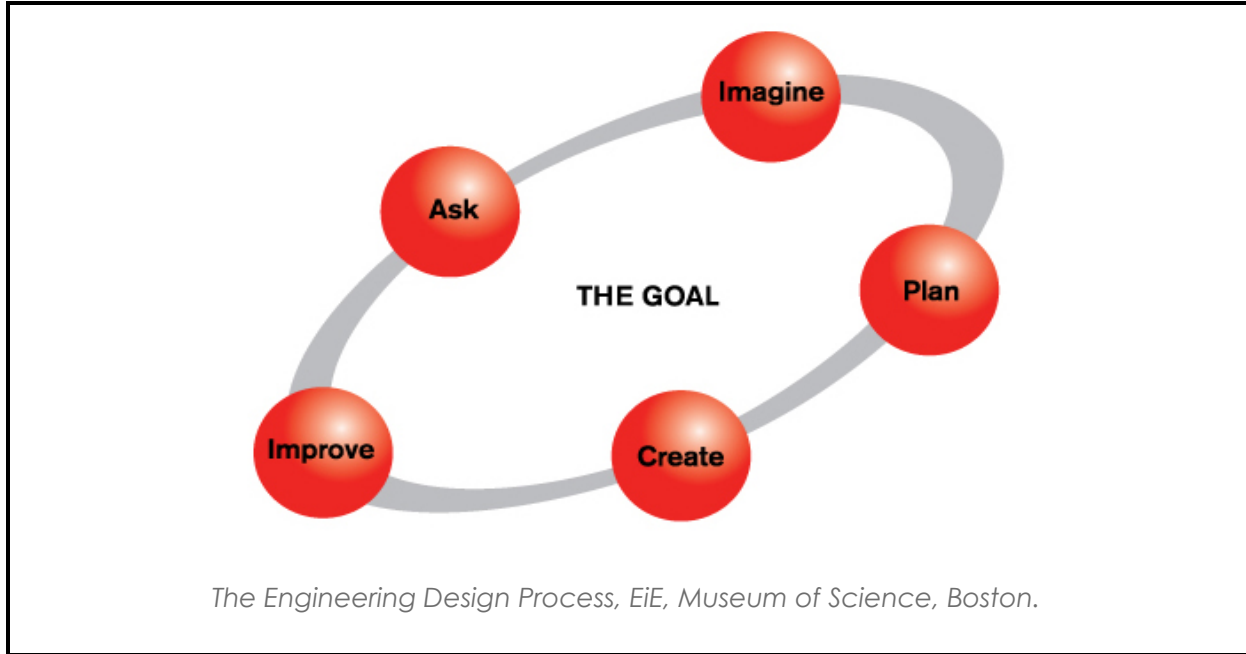 Imagine
Ask
Plan
THE GOAL
Improve
Create
The Engineering Design Process, EiE, Museum of Science, Boston.